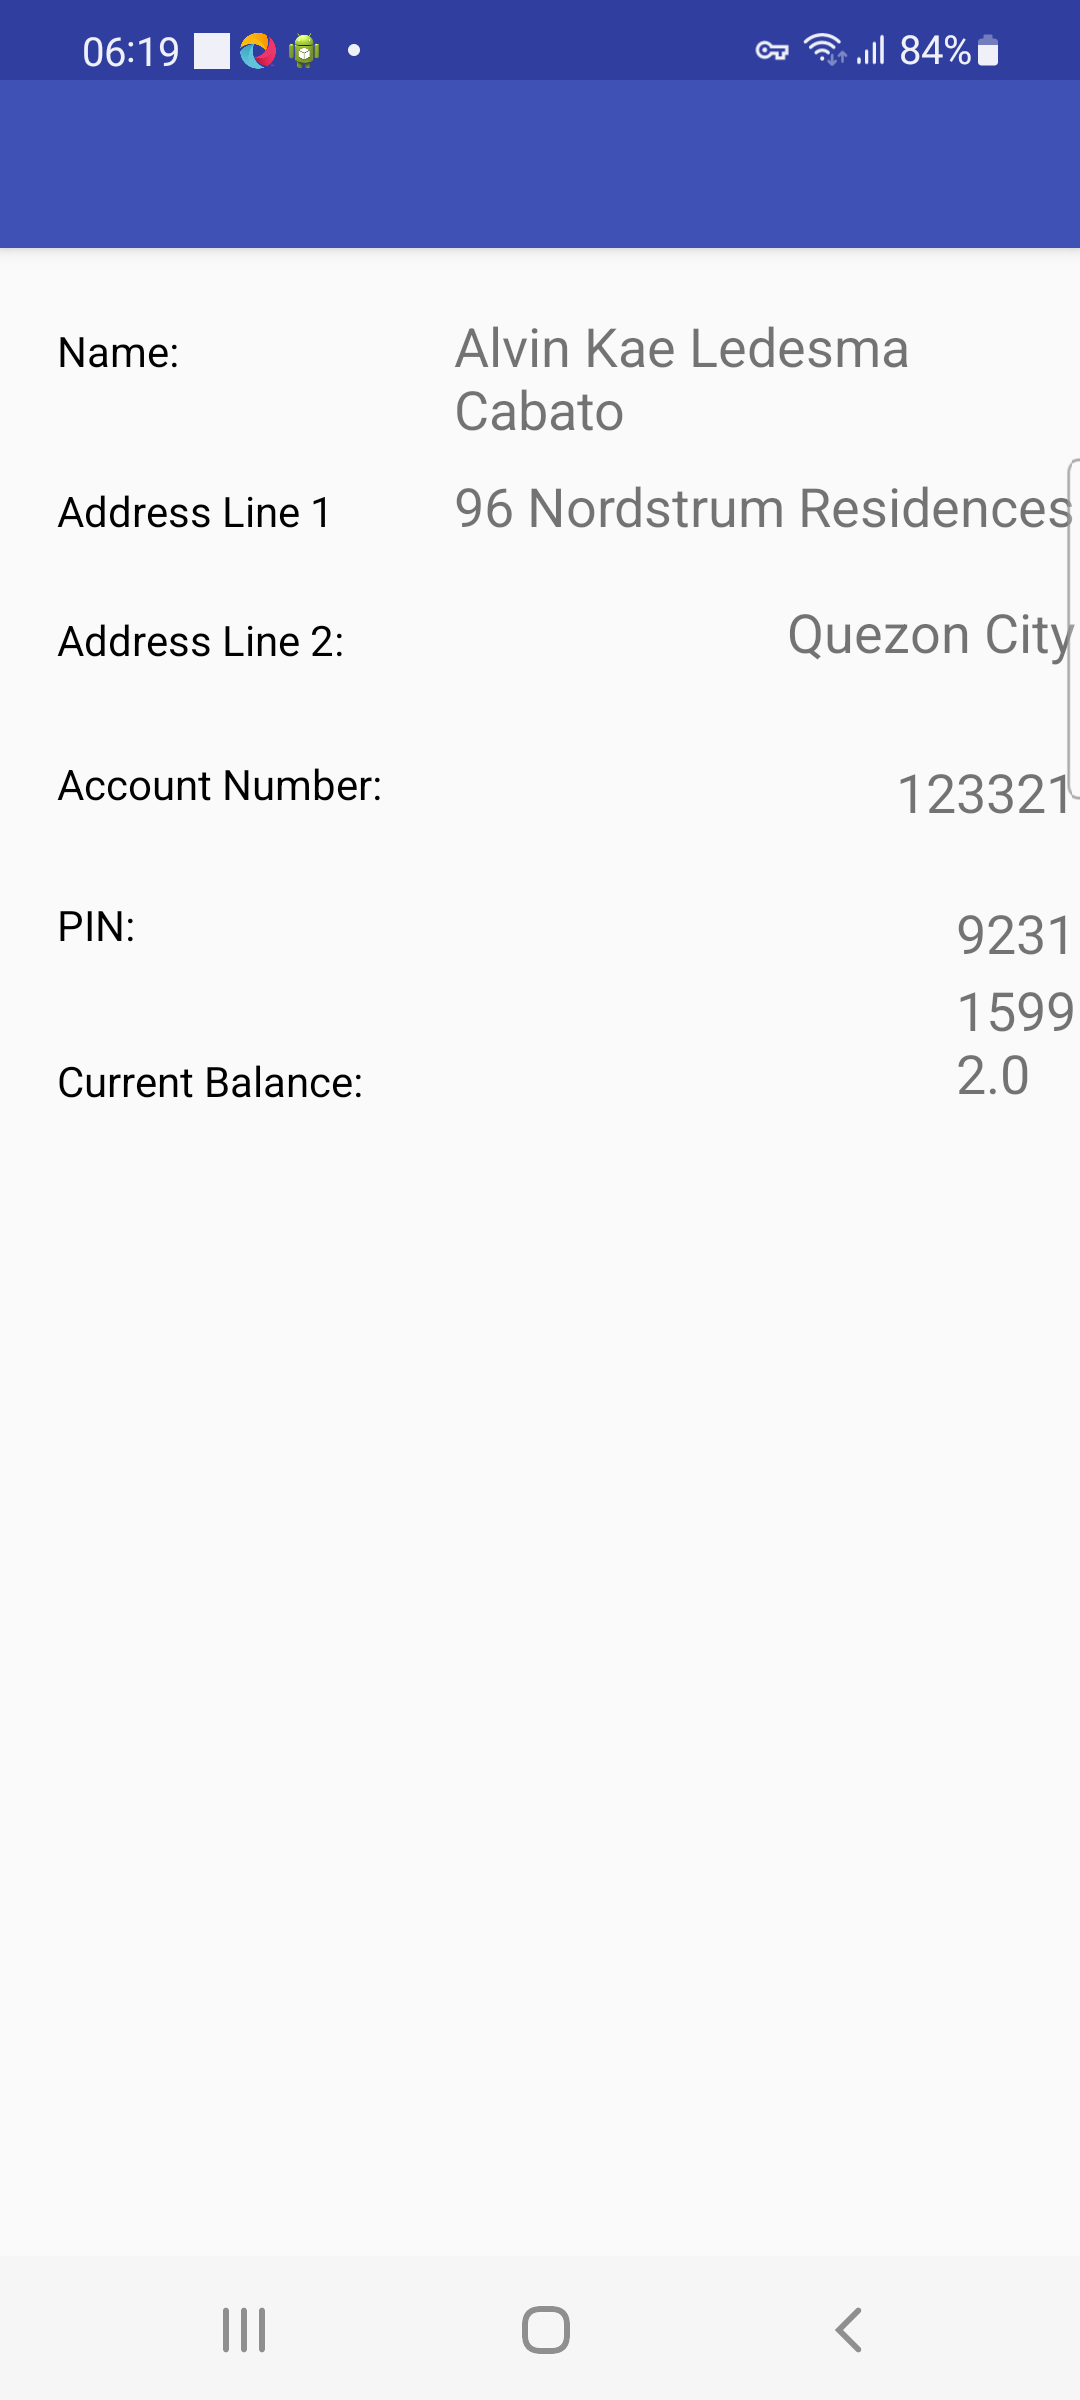 06:19 84%
Name: Alvin Kae Ledesma
Cabato
Address Line 1 96 Nordstrum Residences
Address Line 2: Quezon City
Account Number: 123321
PIN: 9231
1599
Current Balance: 2.0